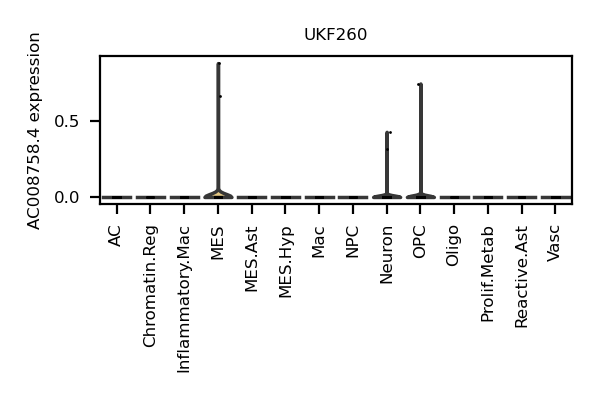 UKF260
AC008758.4 expression
0.5
0.0
AC
Chromatin.Reg
Inflammatory.Mac
MES
MES.Ast
MES.Hyp
Mac
NPC
Neuron
OPC
Oligo
Prolif.Metab
Reactive.Ast
Vasc